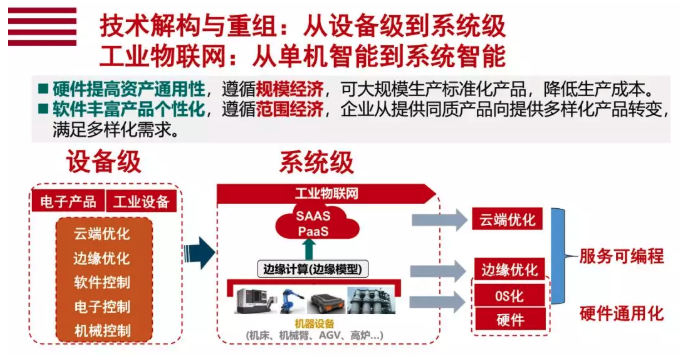 技术解构与重组：从设备级到系统级
工业物联网：从单机智能到系统智能
硬件提高资产通用性，遵循规模经济，可大规模生产标准化产品，降低生产成本。
软件丰富产品个性化，遵循范围经济，企业从提供同质产品向提供多样化产品转变，
满足多样化需求。
设备级
系统级
电子产品 工业设备
云端优化
边缘优化
软件控制
电子控制
机械控制
工业物联网
SAAS
PaaS
边缘计算(边缘模型)
机器设备
(机床、机械臂、AGV、高炉...)
云端优化
边缘优化
OS化
硬件
服务可编程
硬件通用化